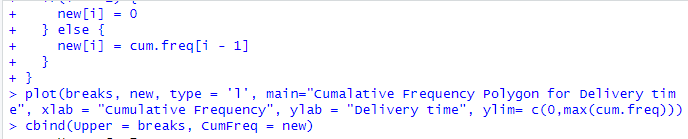 +       new[i] = 0
+     } else {
+       new[i] = cum.freq[i - 1]
+     }
+ }
> plot(breaks, new, type = 'l', main="Cumalative Frequency Polygon for Delivery tim
e", xlab = "Cumulative Frequency", ylab = "Delivery time", ylim= c(0,max(cum.freq)))
> cbind(Upper = breaks, CumFreq = new)